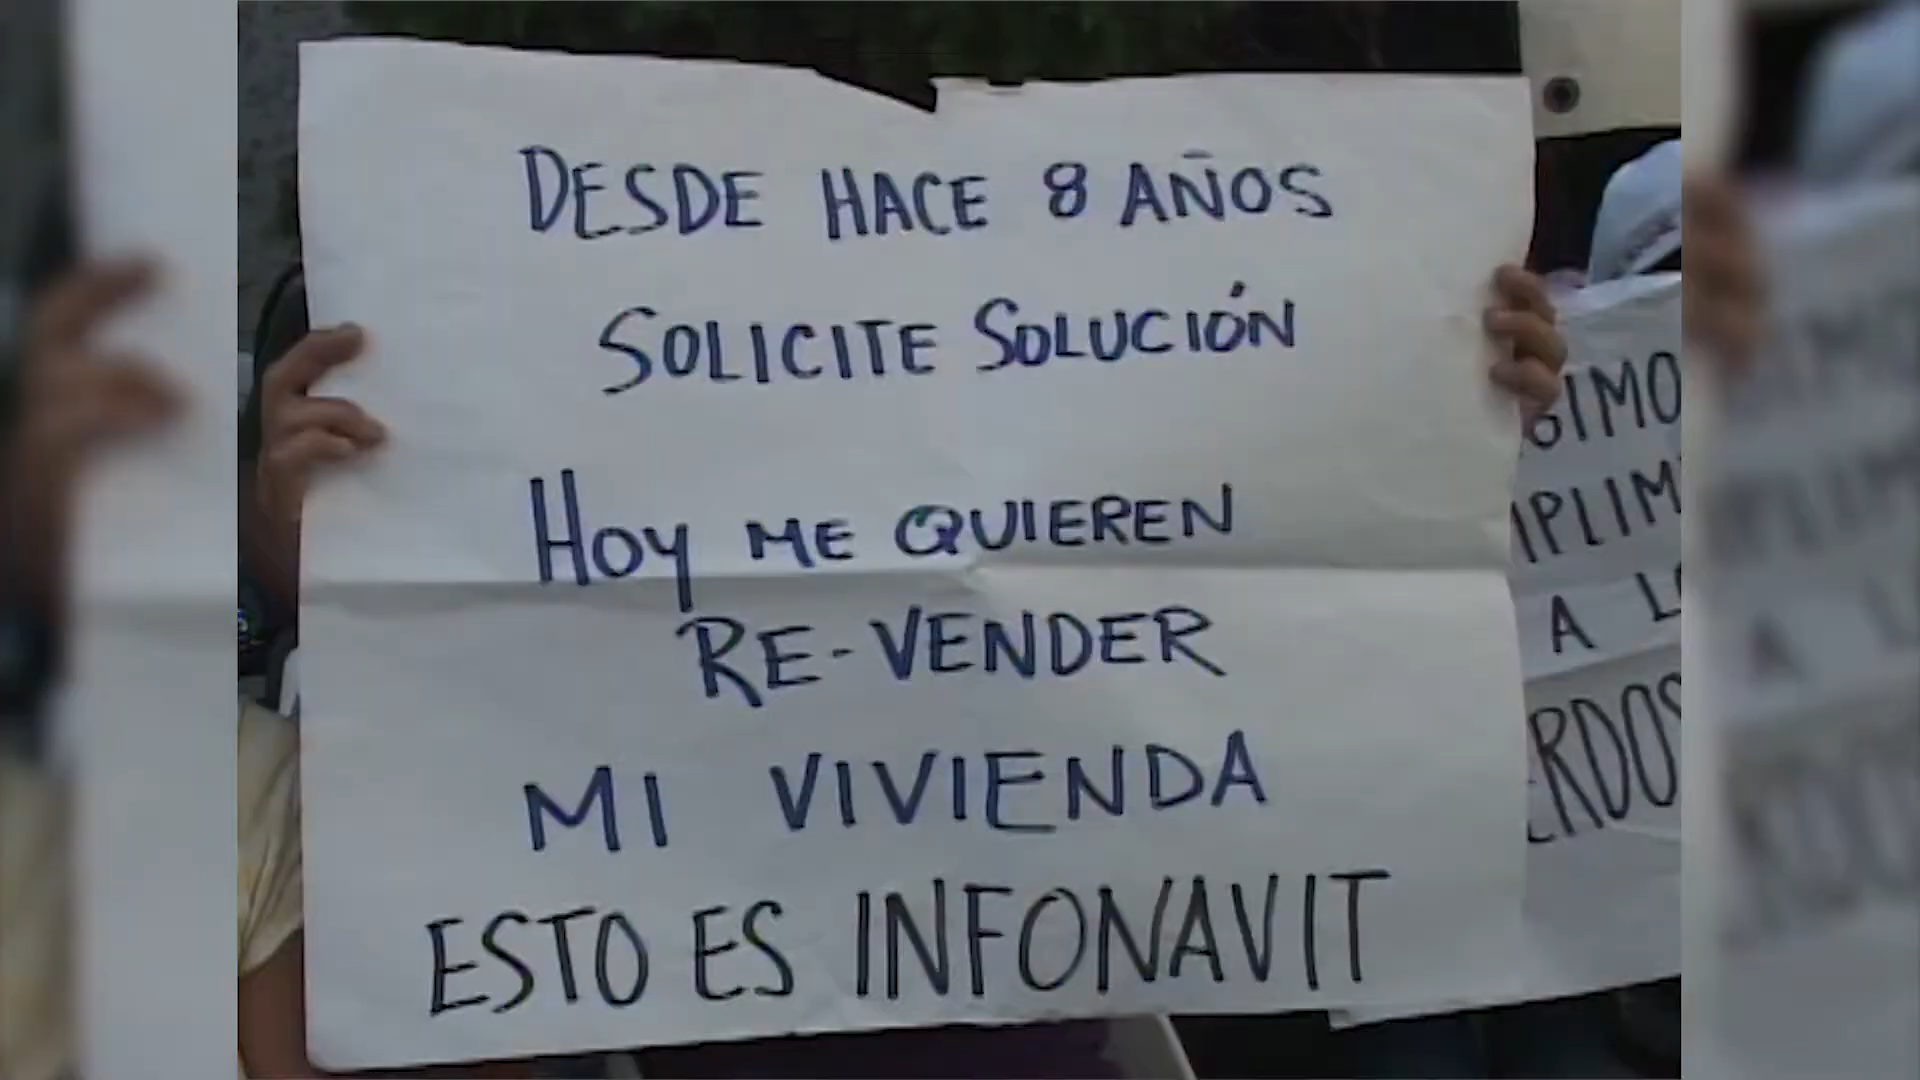 DESDE HACE 8 AÑOS
SOLICITE SOLUCIÓN
HOY ME QUIEREN
RE-VENDER
MI VIVIENDA
ESTO ES INFONAVIT
A